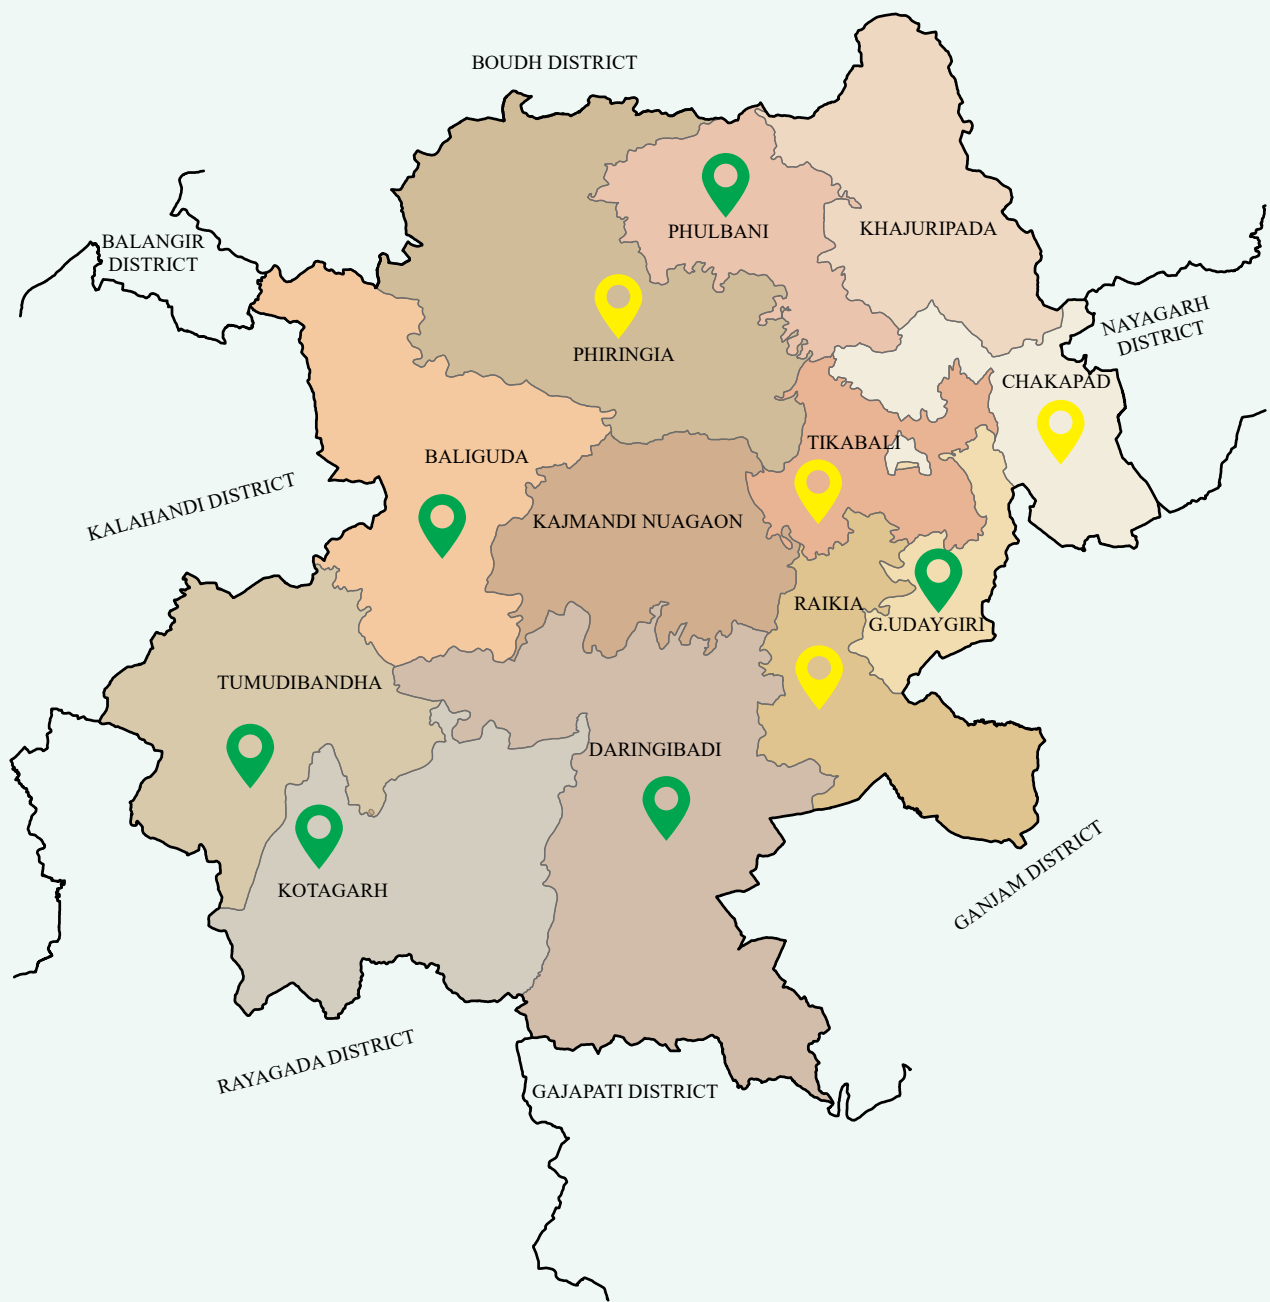 BOUDH DISTRICT
BALANGIR
DISTRICT
PHULBANI
KHAJURIPADA
NAYAGARH
DISTRICT
PHIRINGIA
CHAKAPAD
TIKABALI
BALIGUDA
KALAHANDI DISTRICT
KAJMANDI NUAGAON
RAIKIA
G.UDAYGIRI
TUMUDIBANDHA
DARINGIBADI
KOTAGARH
GANJAM DISTRICT
RAYAGADA DISTRICT
GAJAPATI DISTRICT